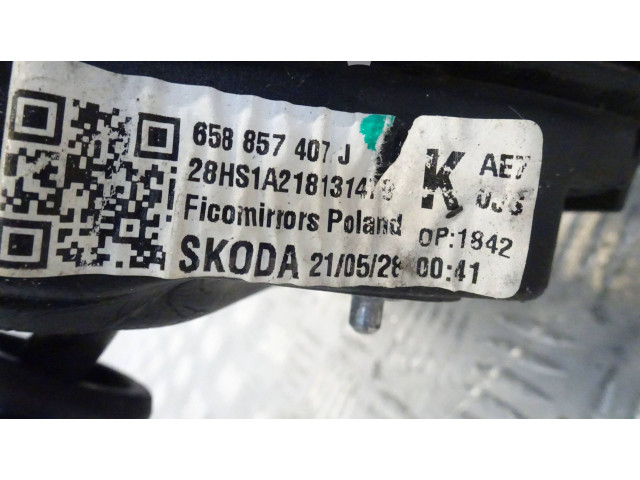 658 857 407 J
Ficomirrors Poland
SKODA 21/05/28 00:41
K
AE7
OP:1842